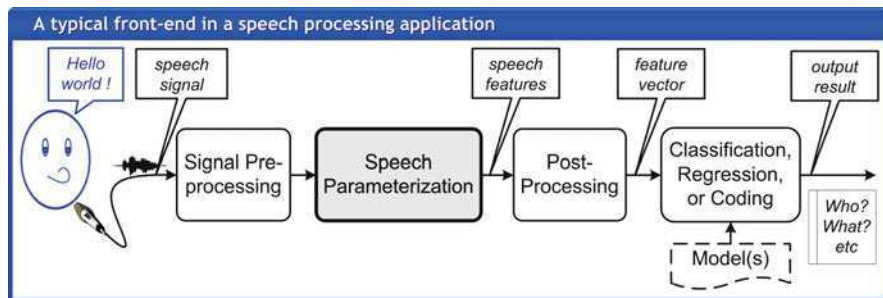 A typical front-end in a speech processing application
Hello
world !
speech
signal
speech
features
feature
vector
output
result
Signal Pre-
processing
Speech
Parameterization
Post-
Processing
Classification,
Regression,
or Coding
Who?
What?
etc
Model(s)